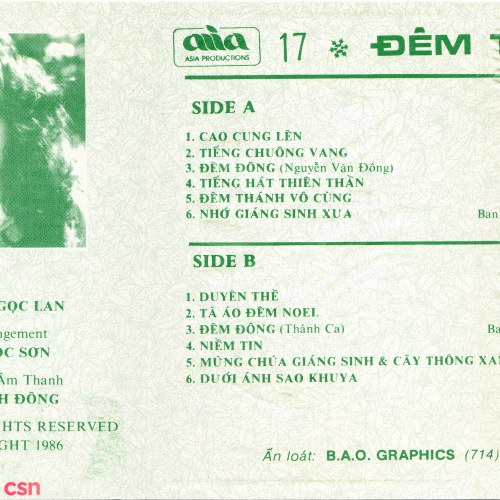 asia
ASIA PRODUCTIONS
17 * ĐÊM
SIDE A
1. CAO CUNG LÊN
2. TIẾNG CHUÔNG VANG
3. ĐÊM ĐÔNG (Nguyễn Văn Đông)
4. TIẾNG HÁT THIÊN THẦN
5. ĐÊM THÁNH VÔ CÙNG
6. NHỚ GIÁNG SINH XƯA Ban
SIDE B
1. DUYÊN THỀ
2. TÀ ÁO ĐÊM NOEL
3. ĐÊM ĐÔNG (Thánh Ca) Ba
4. NIỀM TIN
5. MỪNG CHÚA GIÁNG SINH & CÂY THÔNG XA
6. DƯỚI ÁNH SAO KHUYA
GỌC LAN
ngement
ỌC SƠN
Âm Thanh
H ĐÔNG
GHTS RESERVED
GHT 1986
Ấn loát: B.A.O. GRAPHICS (714)
csn